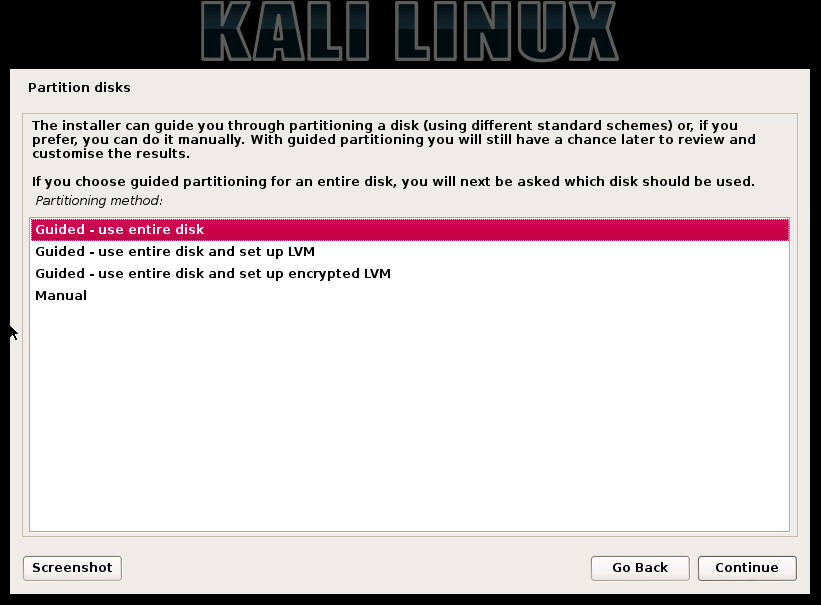 KALI LINUX
Partition disks
The installer can guide you through partitioning a disk (using different standard schemes) or, if you
prefer, you can do it manually. With guided partitioning you will still have a chance later to review and
customise the results.
If you choose guided partitioning for an entire disk, you will next be asked which disk should be used.
Partitioning method:
Guided - use entire disk
Guided - use entire disk and set up LVM
Guided - use entire disk and set up encrypted LVM
Manual
Screenshot
Go Back
Continue